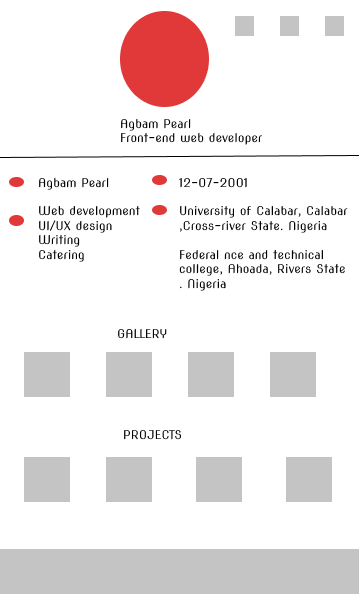 Agbam Pearl
Front-end web developer
Agbam Pearl
12-07-2001
Web development
UI/UX design
Writing
Catering
University of Calabar, Calabar
,Cross-river State. Nigeria
Federal nce and technical
college, Ahoada, Rivers State
. Nigeria
GALLERY
PROJECTS